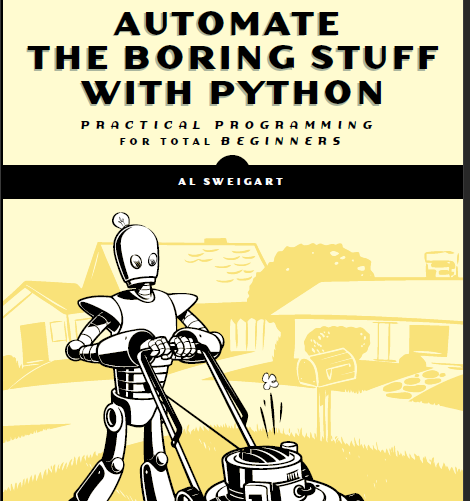 AUTOMATE
THE BORING STUFF
WITH PYTHON
PRACTICAL PROGRAMMING
FOR TOTAL BEGINNERS
AL SWEIGART